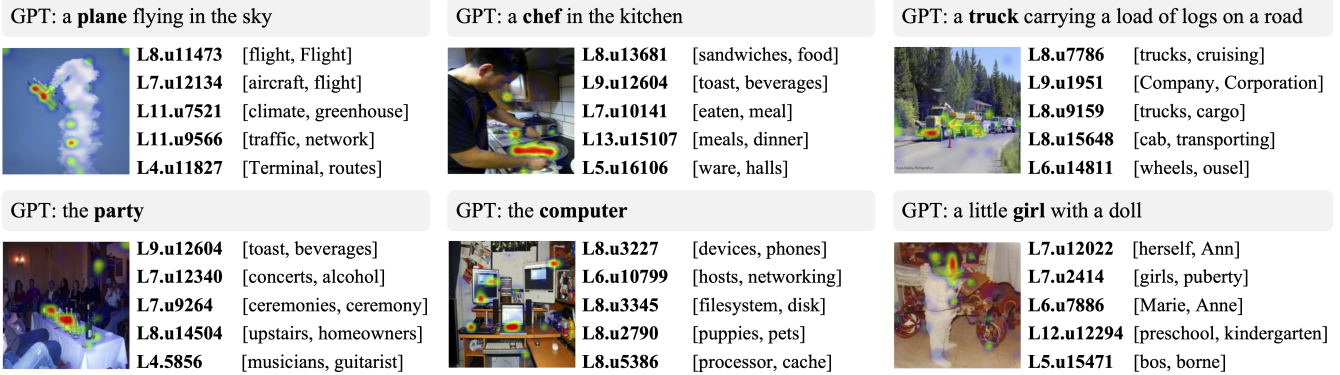 GPT: a plane flying in the sky
L8.u11473 [flight, Flight]
L7.u12134 [aircraft, flight]
L11.u7521 [climate, greenhouse]
L11.u9566 [traffic, network]
L4.u11827 [Terminal, routes]
GPT: a chef in the kitchen
L8.u13681 [sandwiches, food]
L9.u12604 [toast, beverages]
L7.u10141 [eaten, meal]
L13.u15107 [meals, dinner]
L5.u16106 [ware, halls]
GPT: a truck carrying a load of logs on a road
L8.u7786 [trucks, cruising]
L9.u1951 [Company, Corporation]
L8.u9159 [trucks, cargo]
L8.u15648 [cab, transporting]
L6.u14811 [wheels, ousel]
GPT: the party
L9.u12604 [toast, beverages]
L7.u12340 [concerts, alcohol]
L7.u9264 [ceremonies, ceremony]
L8.u14504 [upstairs, homeowners]
L4.5856 [musicians, guitarist]
GPT: the computer
L8.u3227 [devices, phones]
L6.u10799 [hosts, networking]
L8.u3345 [filesystem, disk]
L8.u2790 [puppies, pets]
L8.u5386 [processor, cache]
GPT: a little girl with a doll
L7.u12022 [herself, Ann]
L7.u2414 [girls, puberty]
L6.u7886 [Marie, Anne]
L12.u12294 [preschool, kindergarten]
L5.u15471 [bos, borne]